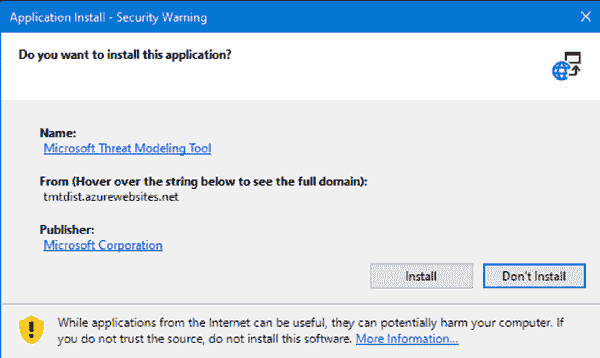 Application Install - Security Warning
Do you want to install this application?
Name:
Microsoft Threat Modeling Tool
From (Hover over the string below to see the full domain):
tmtdist.azurewebsites.net
Publisher:
Microsoft Corporation
Install
Don't Install
While applications from the Internet can be useful, they can potentially harm your computer. If
you do not trust the source, do not install this software. More Information...